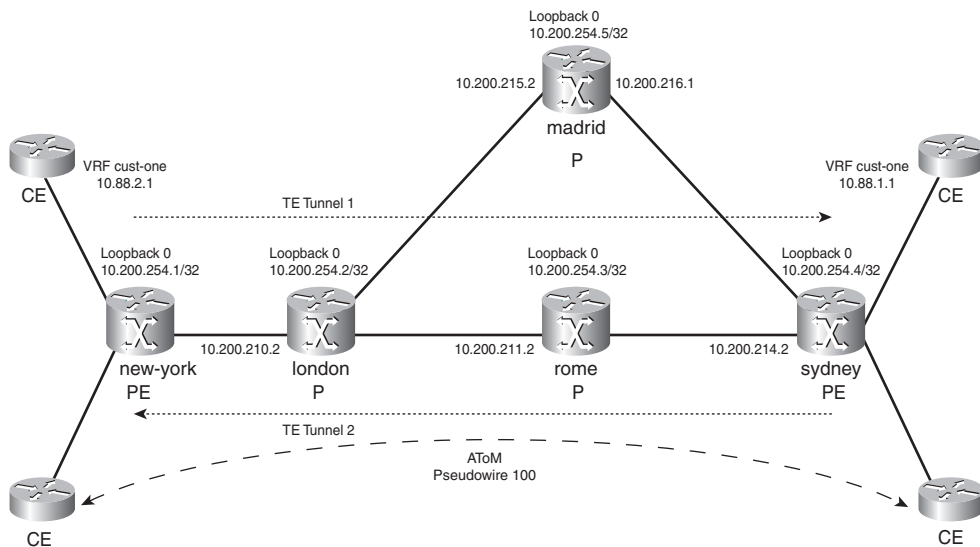 Loopback 0
10.200.254.5/32
10.200.215.2
10.200.216.1
madrid
P
VRF cust-one
10.88.2.1
CE
VRF cust-one
10.88.1.1
CE
TE Tunnel 1
Loopback 0
10.200.254.1/32
Loopback 0
10.200.254.2/32
Loopback 0
10.200.254.3/32
Loopback 0
10.200.254.4/32
10.200.210.2
10.200.211.2
10.200.214.2
new-york
PE
london
P
rome
P
sydney
PE
TE Tunnel 2
AToM
Pseudowire 100
CE
CE